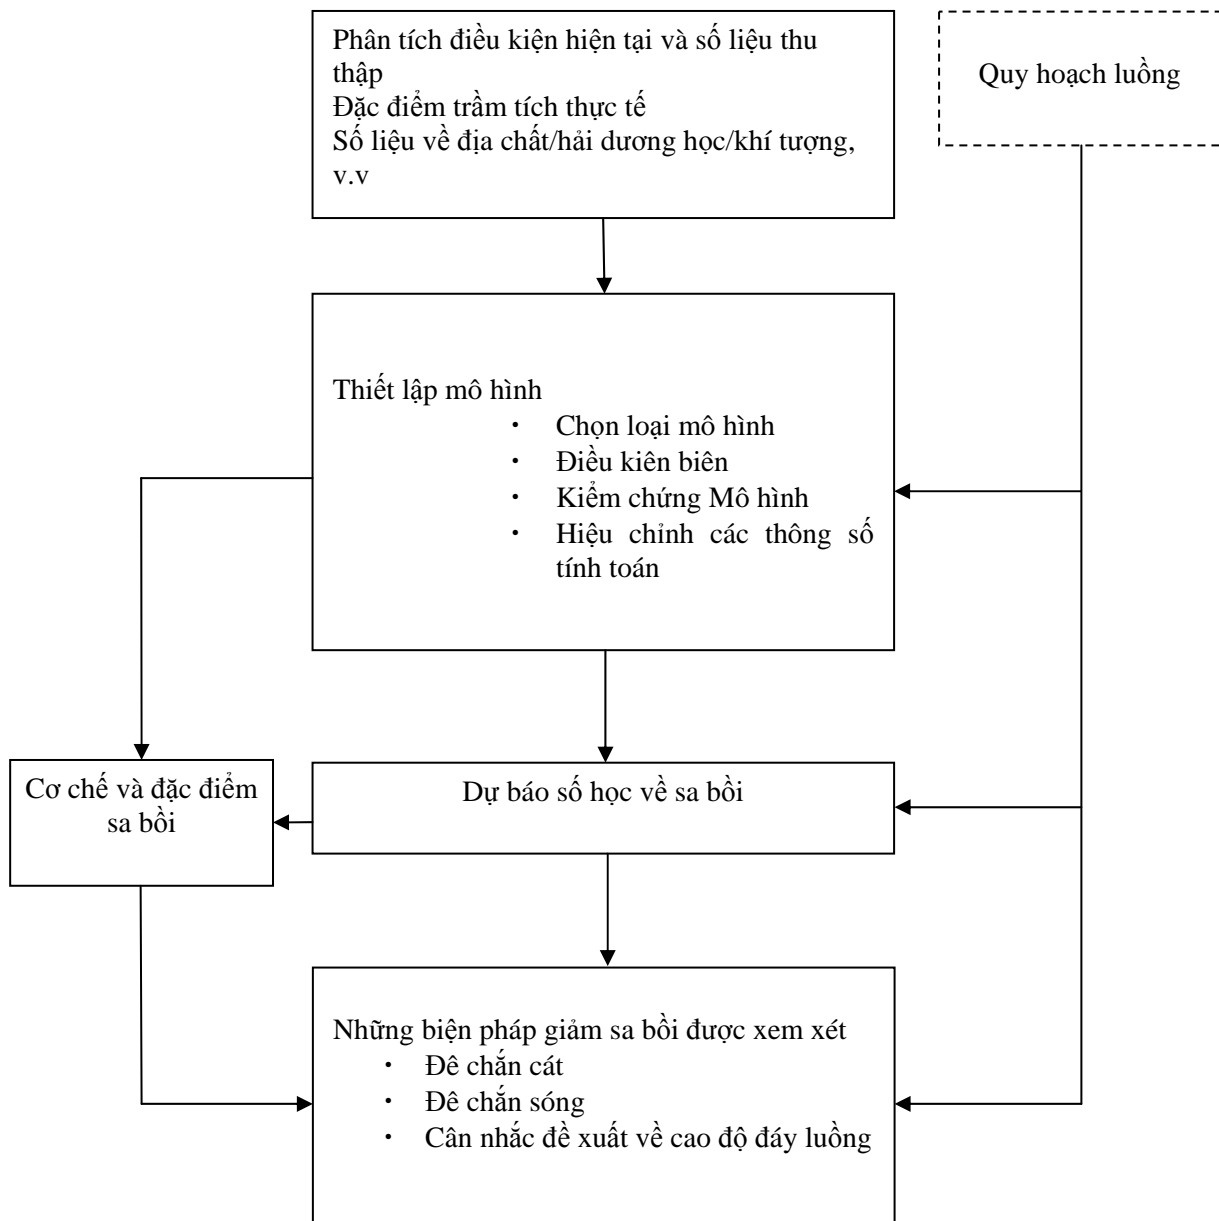 Phân tích điều kiện hiện tại và số liệu thu
thập
Đặc điểm trầm tích thực tế
Số liệu về địa chất/hải dương học/khí tượng,
v.v
Quy hoạch luồng
Thiết lập mô hình
・ Chọn loại mô hình
・ Điều kiên biên
・ Kiểm chứng Mô hình
・ Hiệu chỉnh các thông số
tính toán
Cơ chế và đặc điểm
sa bồi
Dự báo số học về sa bồi
Những biện pháp giảm sa bồi được xem xét
・ Đê chắn cát
・ Đê chắn sóng
・ Cân nhắc đề xuất về cao độ đáy luồng